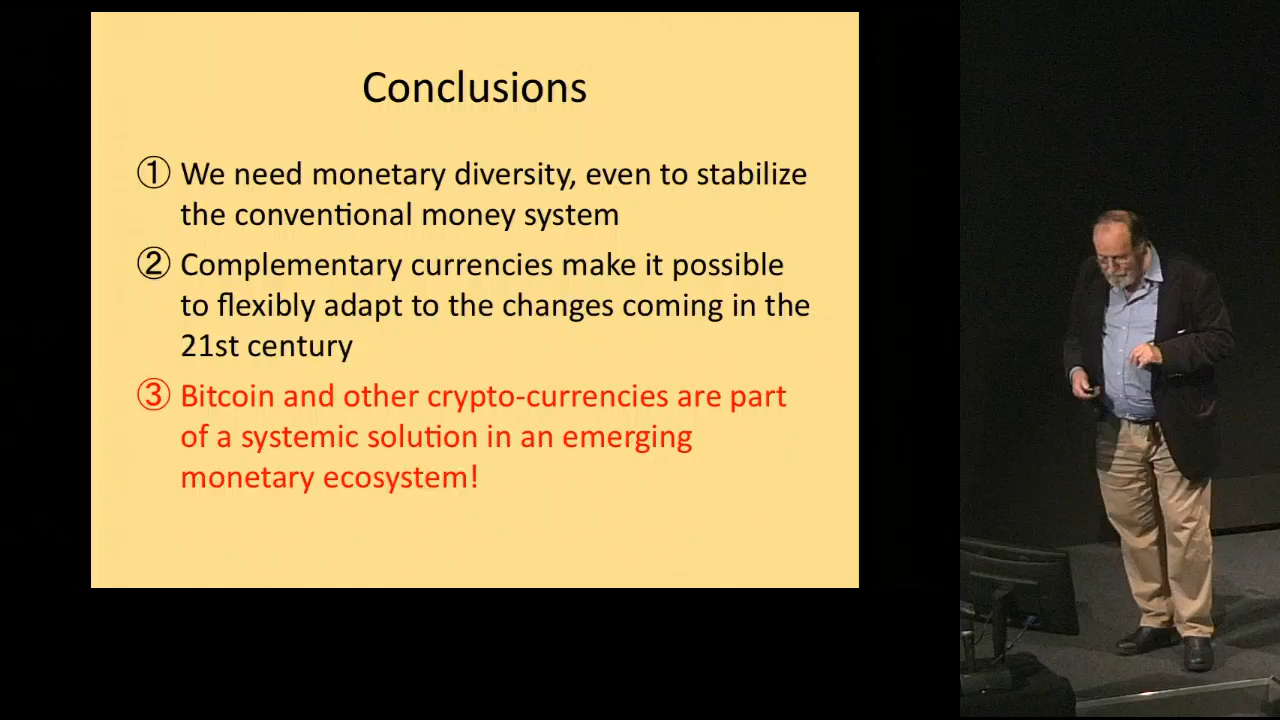 Conclusions
① We need monetary diversity, even to stabilize
the conventional money system
② Complementary currencies make it possible
to flexibly adapt to the changes coming in the
21st century
③ Bitcoin and other crypto-currencies are part
of a systemic solution in an emerging
monetary ecosystem!